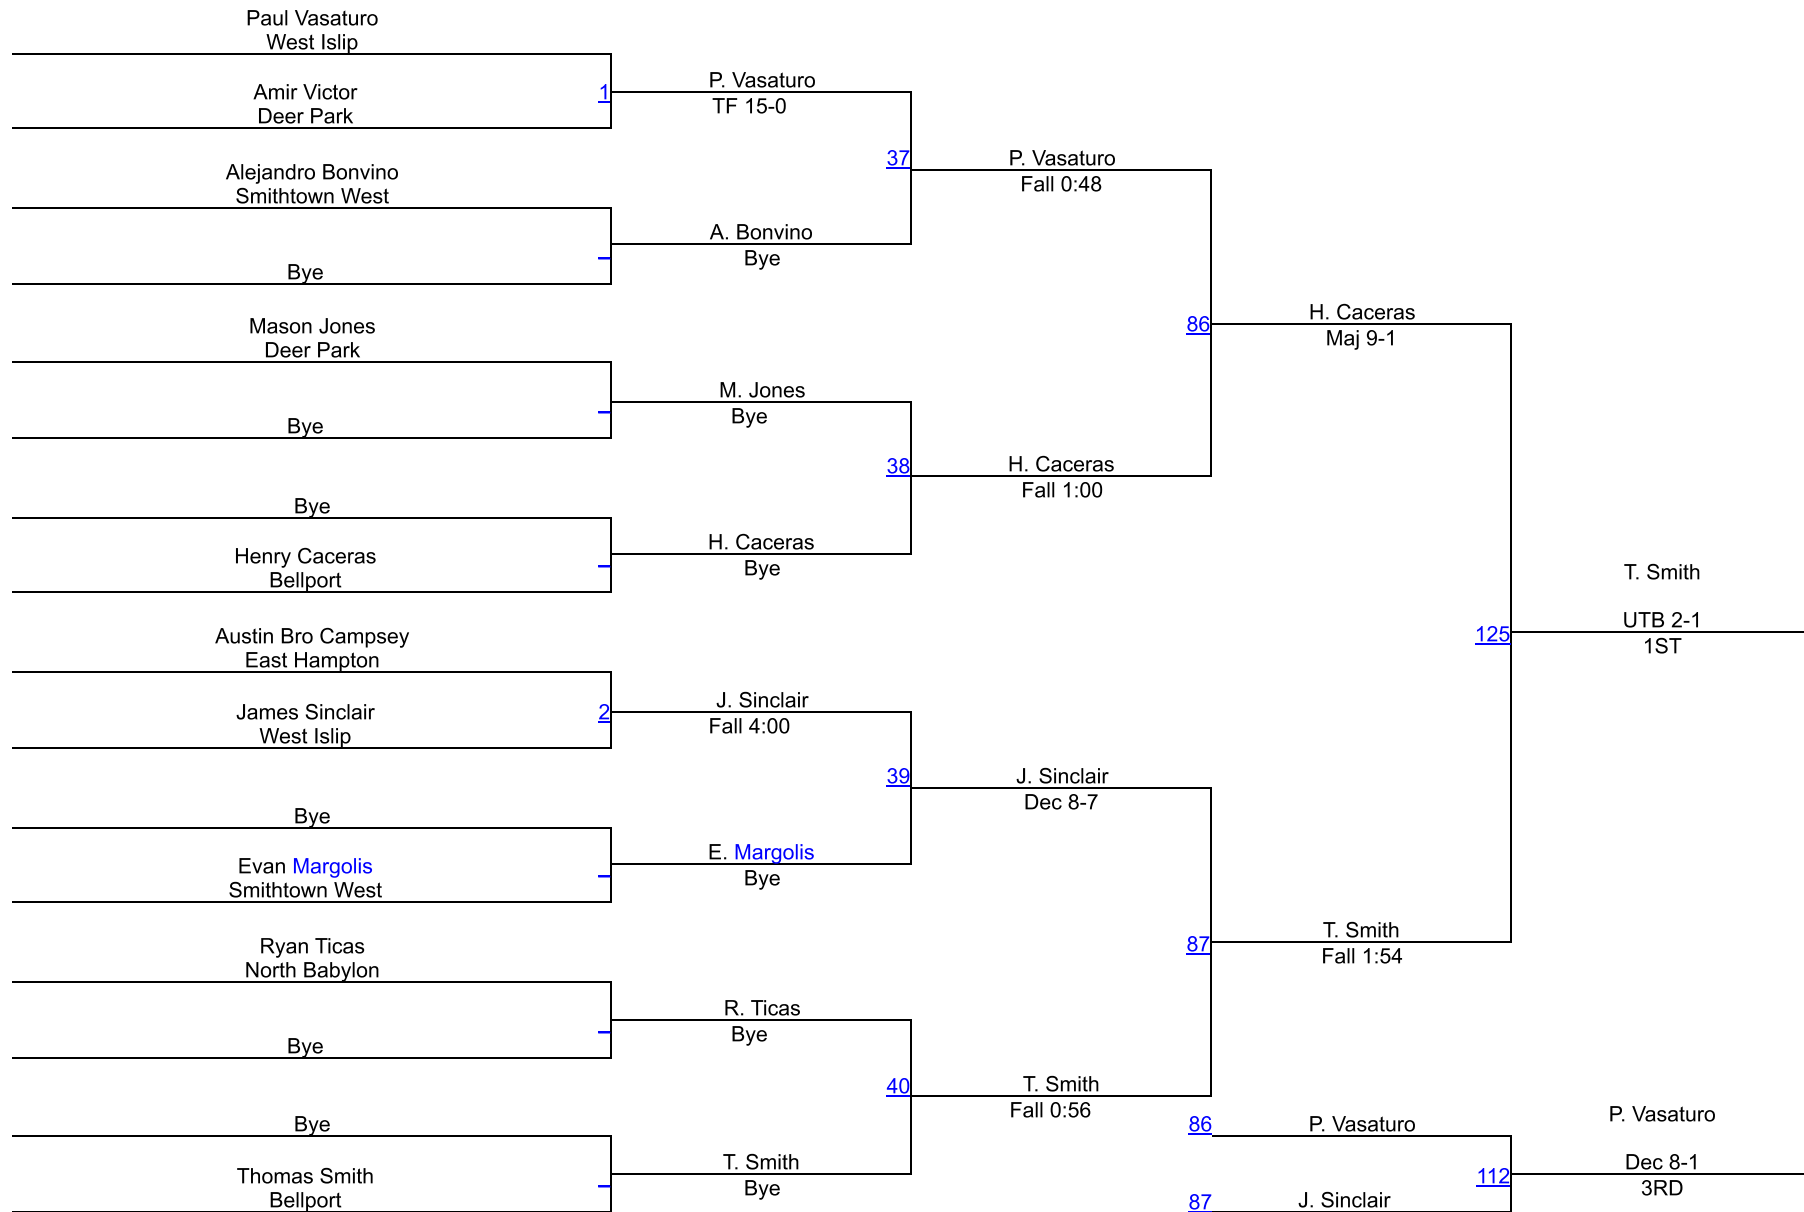 Paul Vasaturo
West Islip
1
Amir Victor
Deer Park
P. Vasaturo
TF 15-0
Alejandro Bonvino
Smithtown West
Bye
A. Bonvino
Bye
37
P. Vasaturo
Fall 0:48
Mason Jones
Deer Park
Bye
M. Jones
Bye
Bye
Henry Caceras
Bellport
H. Caceras
Bye
38
H. Caceras
Fall 1:00
86
H. Caceras
Maj 9-1
Austin Bro Campsey
East Hampton
2
James Sinclair
West Islip
J. Sinclair
Fall 4:00
Bye
Evan Margolis
Smithtown West
E. Margolis
Bye
39
J. Sinclair
Dec 8-7
Ryan Ticas
North Babylon
Bye
R. Ticas
Bye
Bye
Thomas Smith
Bellport
T. Smith
Bye
40
T. Smith
Fall 0:56
87
T. Smith
Fall 1:54
125
T. Smith
UTB 2-1
1ST
86
P. Vasaturo
87
J. Sinclair
112
P. Vasaturo
Dec 8-1
3RD